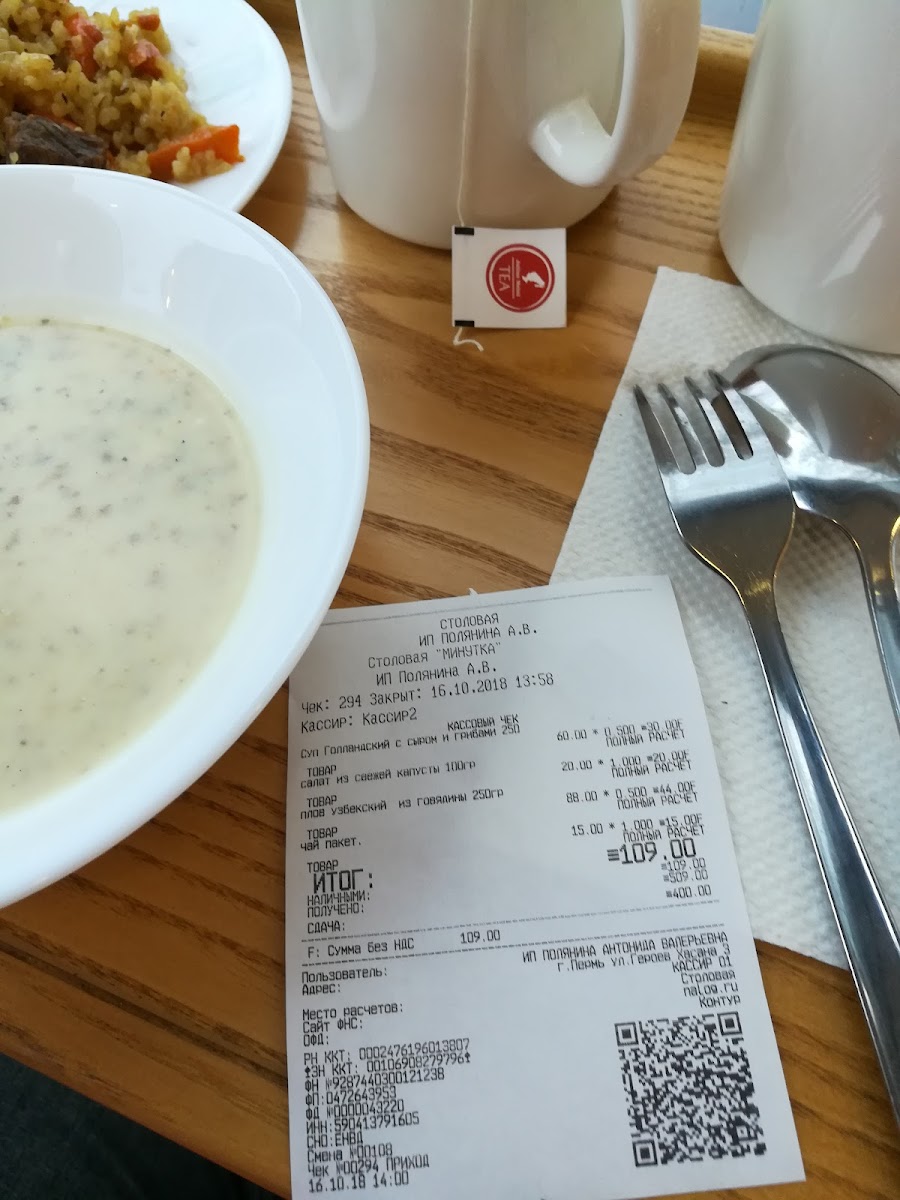 TEA
СТОЛОВАЯ
ИП ПОЛЯНИНА А.В.
Столовая "МИНУТКА"
ИП Полянина А.В.
Чек: 294 Закрыт: 16.10.2018 13:58
Кассир: Кассир2
КАССОВЫЙ ЧЕК
Суп Голландский с сыром и грибами 250 60.00 * 0.500 =30.00F
ТОВАР ПОЛНЫЙ РАСЧЕТ
салат из свежей капусты 100гр 20.00 * 1.000 =20.00F
ТОВАР ПОЛНЫЙ РАСЧЕТ
плов Узбекский из говядины 250гр 88.00 * 0.500 =44.00F
ТОВАР ПОЛНЫЙ РАСЧЕТ
чай пакет. 15.00 * 1.000 =15.00F
ТОВАР ПОЛНЫЙ РАСЧЕТ
ИТОГ: =109.00
НАЛИЧНЫМИ: =109.00
ПОЛУЧЕНО: =509.00
СДАЧА: =400.00
F: Сумма без НДС 109.00
Пользователь: ИП ПОЛЯНИНА АНТОНИДА ВАЛЕРЬЕВНА
Адрес: г.Пермь ул.Героев Хасана 3
КАССИР 01
Место расчетов: Столовая
Сайт ФНС: nalog.ru
ОФД: Контур
РН ККТ: 0002476196013807
ЗН ККТ: 00106908279796
ФН №9287440300121238
ФП:0472643953
ФД №0000043220
ИНН:590413791605
СНО:ЕНВД
Смена №00108
Чек №00294 ПРИХОД
16.10.18 14:00